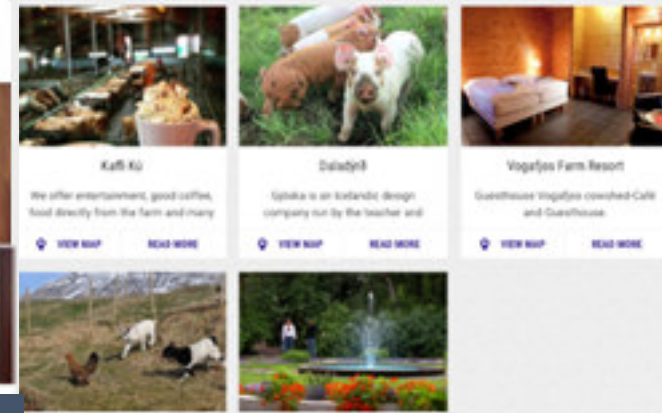 Kaffi Kú
We offer entertainment, good coffee,
food directly from the farm and many
VIEW MAP READ MORE
Daladýrð
is an Icelandic design
company run by the teacher and
VIEW MAP READ MORE
Vogafjos Farm Resort
Guesthouse Vogafjos cowshed-Café
and Guesthouse.
VIEW MAP READ MORE